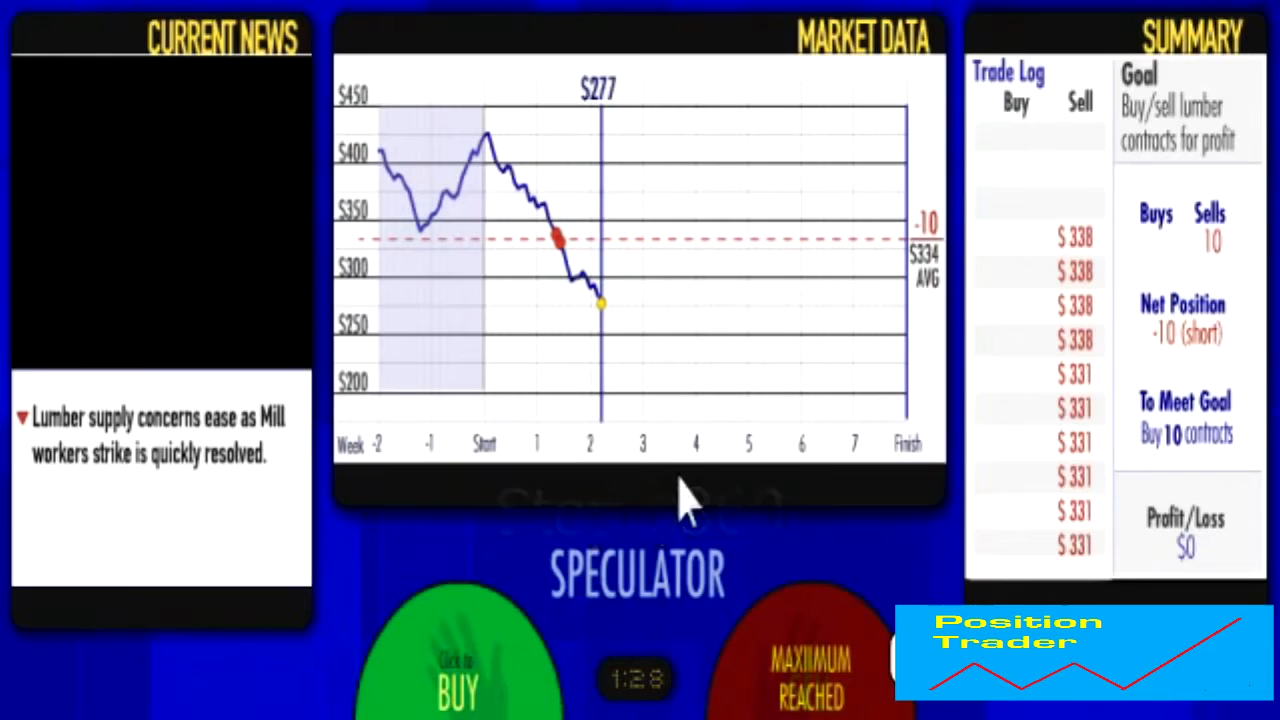 CURRENT NEWS
Lumber supply concerns ease as Mill
workers strike is quickly resolved.
MARKET DATA
$277
$450
$400
$350
$300
$250
$200
-10
$334
AVG
Week -2 -1 Start 1 2 3 4 5 6 7 Finish
SPECULATOR
Click to
BUY
1:28
MAXIIMUM
REACHED
SUMMARY
Trade Log
Buy Sell
$ 338
$ 338
$ 338
$ 338
$ 331
$ 331
$ 331
$ 331
$ 331
$ 331
Goal
Buy/sell lumber
contracts for profit
Buys Sells
10
Net Position
-10 (short)
To Meet Goal
Buy 10 contracts
Profit/Loss
$0
Position
Trader